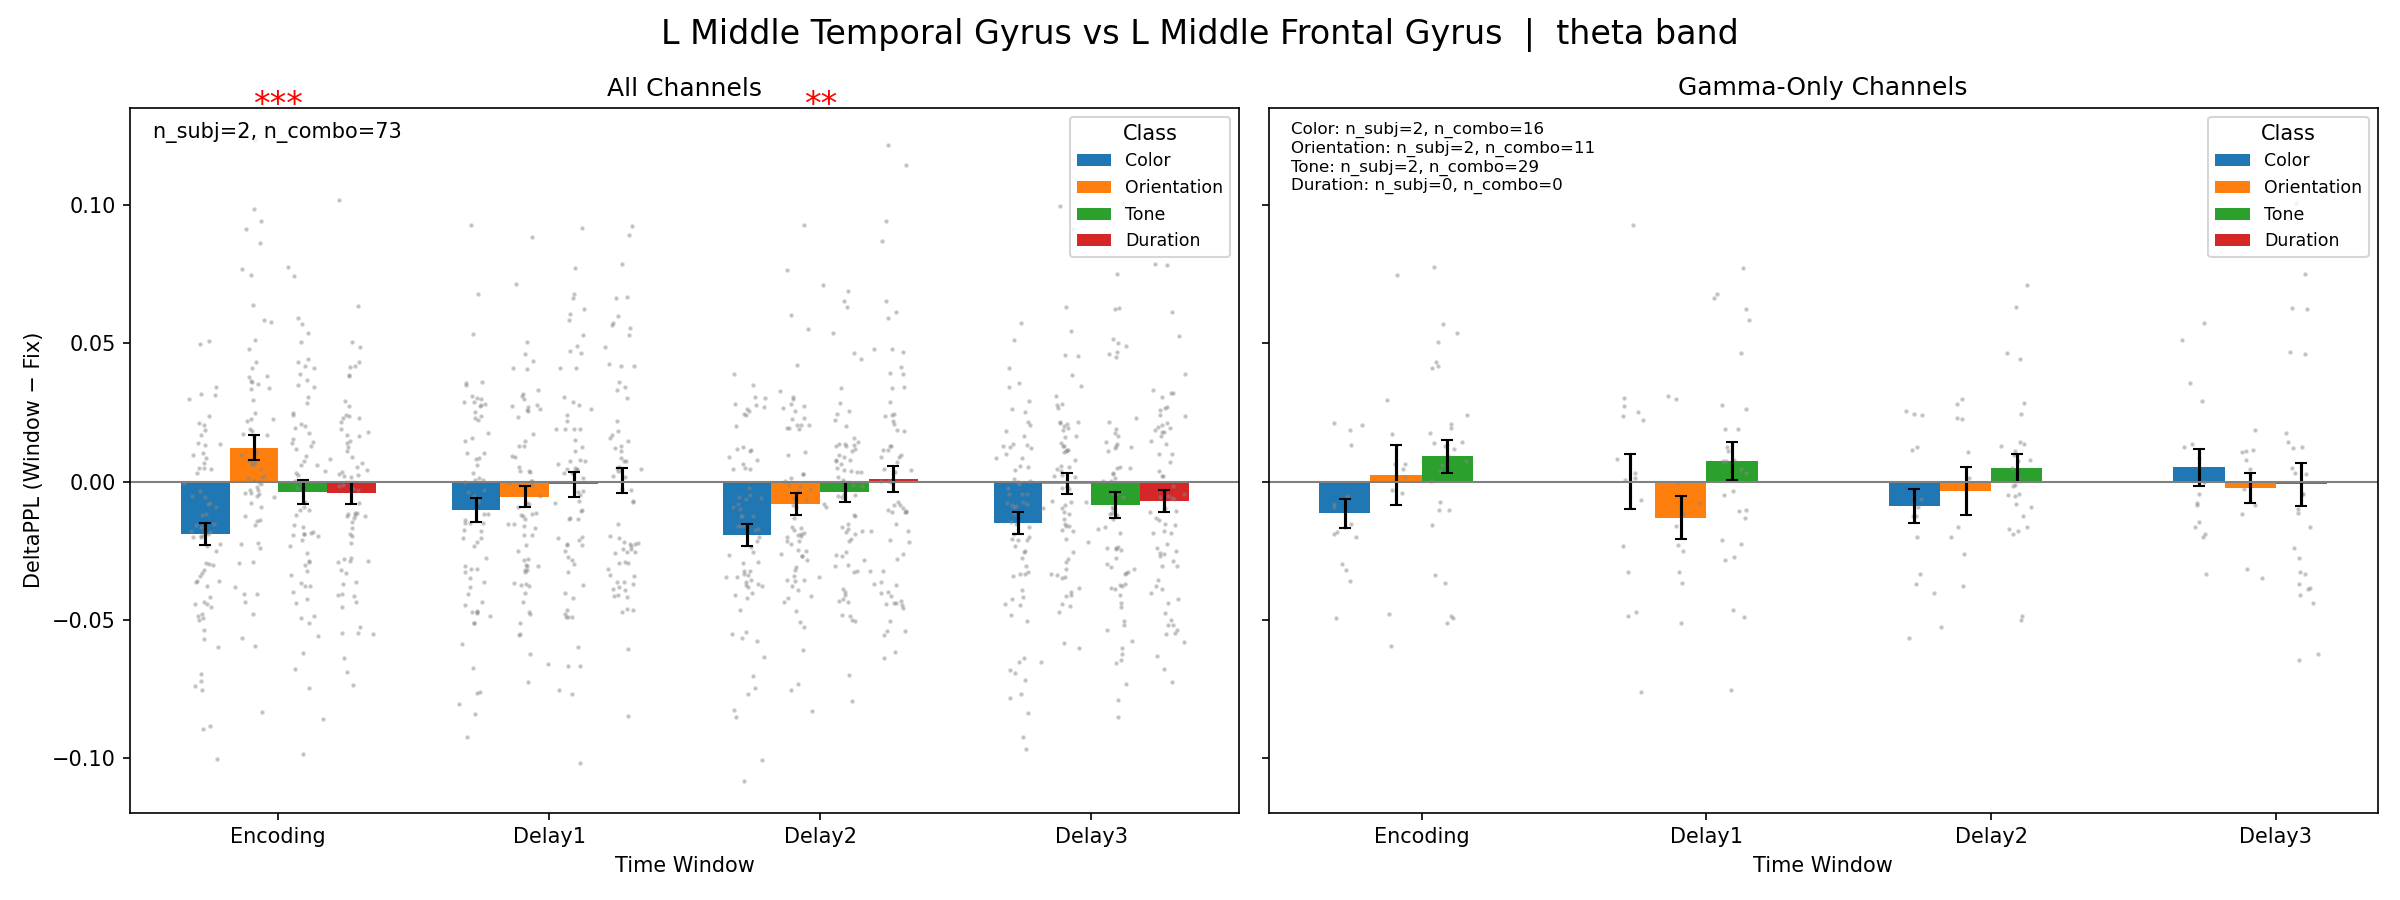 L Middle Temporal Gyrus vs L Middle Frontal Gyrus | theta band
All Channels
*** **
n_subj=2, n_combo=73
Class
Color
Orientation
Tone
Duration
0.10
0.05
0.00
−0.05
−0.10
DeltaPPL (Window − Fix)
Encoding Delay1 Delay2 Delay3
Time Window
Gamma-Only Channels
Color: n_subj=2, n_combo=16
Orientation: n_subj=2, n_combo=11
Tone: n_subj=2, n_combo=29
Duration: n_subj=0, n_combo=0
Class
Color
Orientation
Tone
Duration
Encoding Delay1 Delay2 Delay3
Time Window